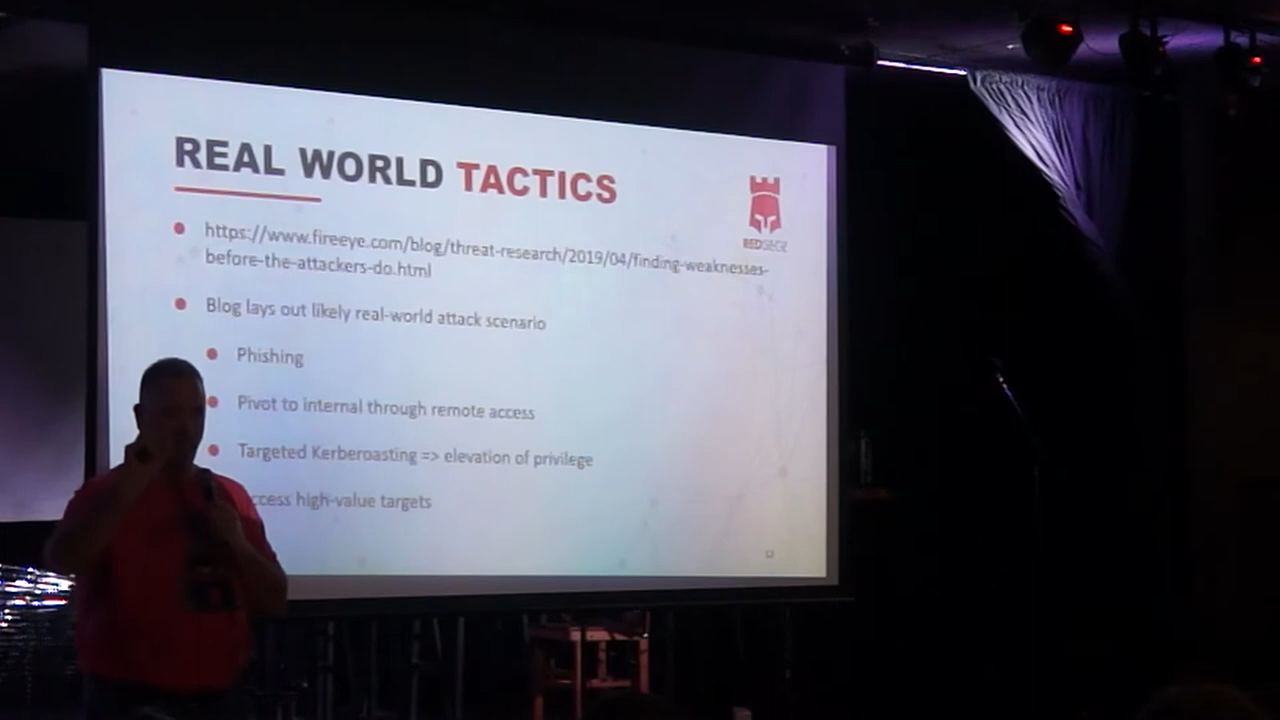 REAL WORLD TACTICS
REDSIEGE
https://www.fireeye.com/blog/threat-research/2019/04/finding-weaknesses-
before-the-attackers-do.html
Blog lays out likely real-world attack scenario
Phishing
Pivot to internal through remote access
Targeted Kerberoasting => elevation of privilege
ccess high-value targets
12